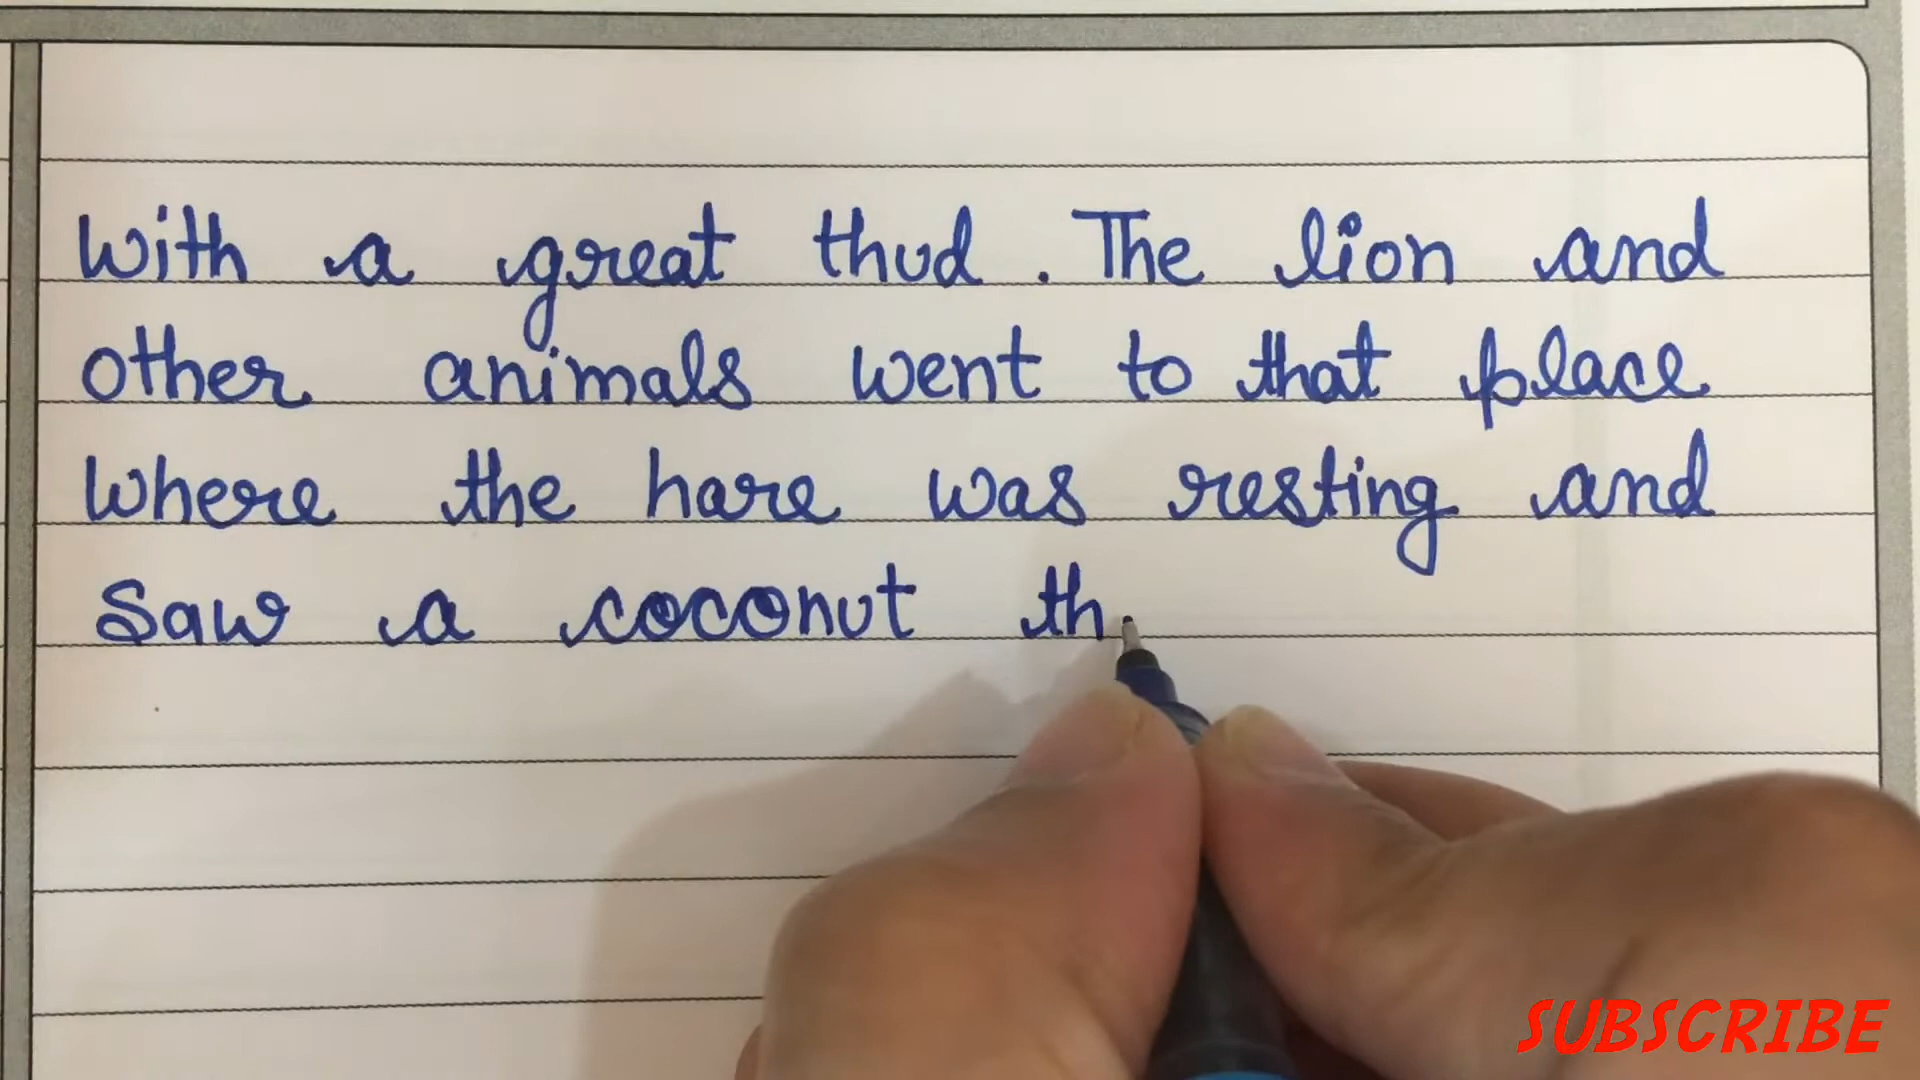 With a great thud. The lion and
other animals went to that place
where the hare was resting and
Saw a coconut th
SUBSCRIBE